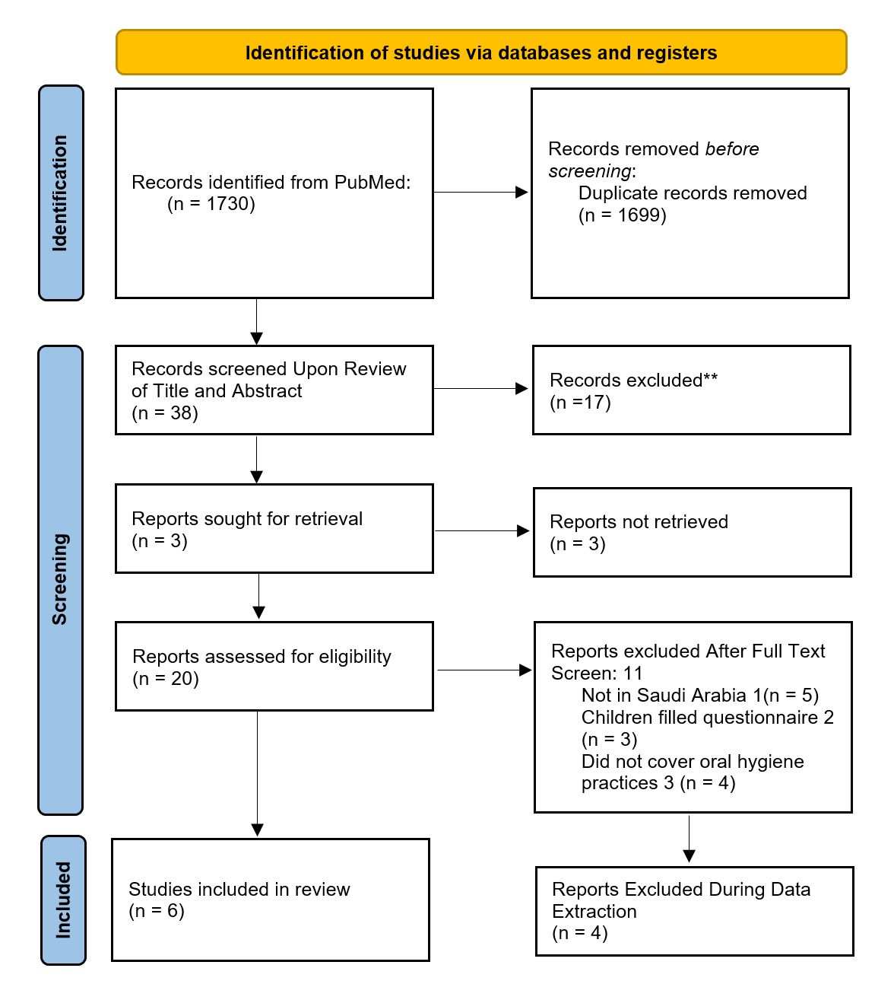 Identification of studies via databases and registers
Identification
Records identified from PubMed:
(n = 1730)
Records removed before
screening:
Duplicate records removed
(n = 1699)
Screening
Records screened Upon Review
of Title and Abstract
(n = 38)
Records excluded**
(n =17)
Reports sought for retrieval
(n = 3)
Reports not retrieved
(n = 3)
Reports assessed for eligibility
(n = 20)
Reports excluded After Full Text
Screen: 11
Not in Saudi Arabia 1(n = 5)
Children filled questionnaire 2
(n = 3)
Did not cover oral hygiene
practices 3 (n = 4)
Included
Studies included in review
(n = 6)
Reports Excluded During Data
Extraction
(n = 4)